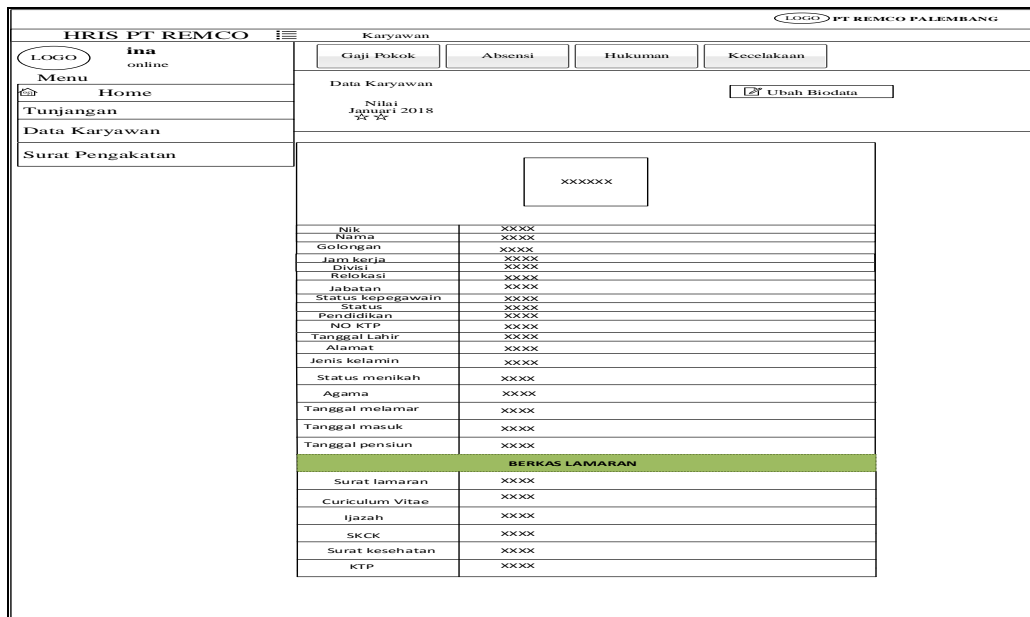 LOGO PT REMCO PALEMBANG
HRIS PT REMCO Karyawan
LOGO ina
online
Gaji Pokok Absensi Hukuman Kecelakaan
Menu
Home
Tunjangan
Data Karyawan
Surat Pengakatan
Data Karyawan
Ubah Biodata
Nilai
Januari 2018
xxxxxx
Nik xxxx
Nama xxxx
Golongan xxxx
Jam kerja xxxx
Divisi xxxx
Relokasi xxxx
Jabatan xxxx
Status kepegawain xxxx
Status xxxx
Pendidikan xxxx
NO KTP xxxx
Tanggal Lahir xxxx
Alamat xxxx
Jenis kelamin xxxx
Status menikah xxxx
Agama xxxx
Tanggal melamar xxxx
Tanggal masuk xxxx
Tanggal pensiun xxxx
BERKAS LAMARAN
Surat lamaran xxxx
Curiculum Vitae xxxx
Ijazah xxxx
SKCK xxxx
Surat kesehatan xxxx
KTP xxxx